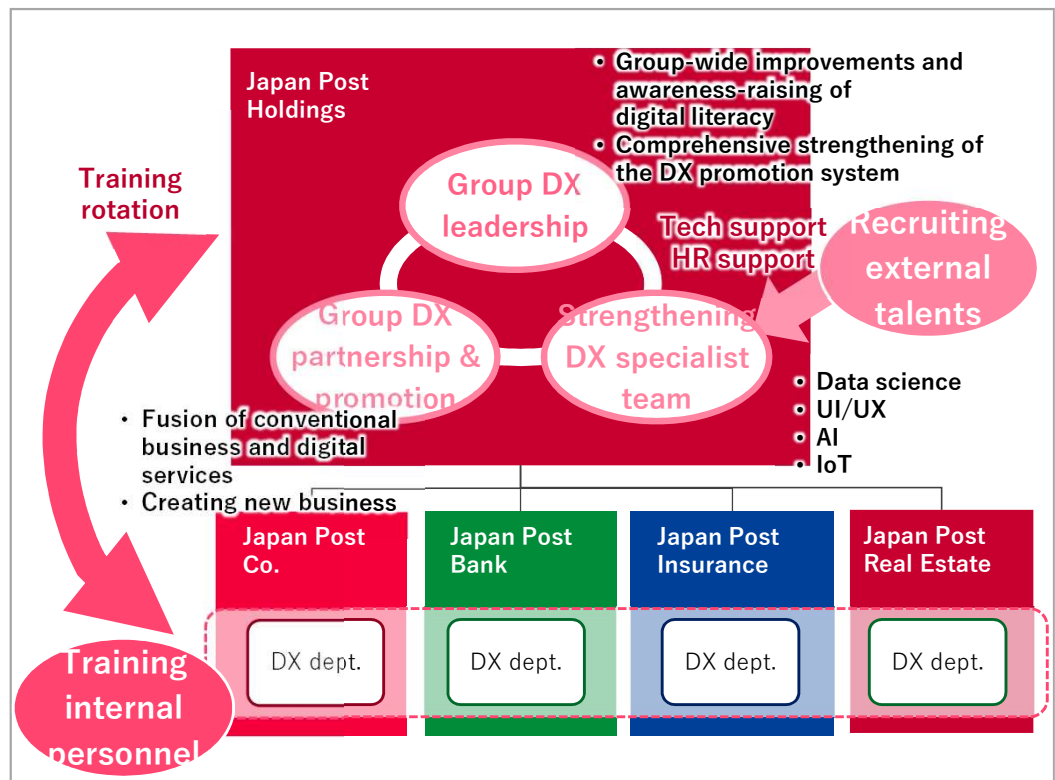 Japan Post
Holdings
• Group-wide improvements and
awareness-raising of
digital literacy
• Comprehensive strengthening of
the DX promotion system
Training
rotation
Group DX
leadership
Tech support
HR support
Recruiting
external
talents
Group DX
partnership &
promotion
Strengthening
DX specialist
team
• Data science
• UI/UX
• AI
• IoT
• Fusion of conventional
business and digital
services
• Creating new business
Japan Post
Co.
Japan Post
Bank
Japan Post
Insurance
Japan Post
Real Estate
DX dept.
DX dept.
DX dept.
DX dept.
Training
internal
personnel